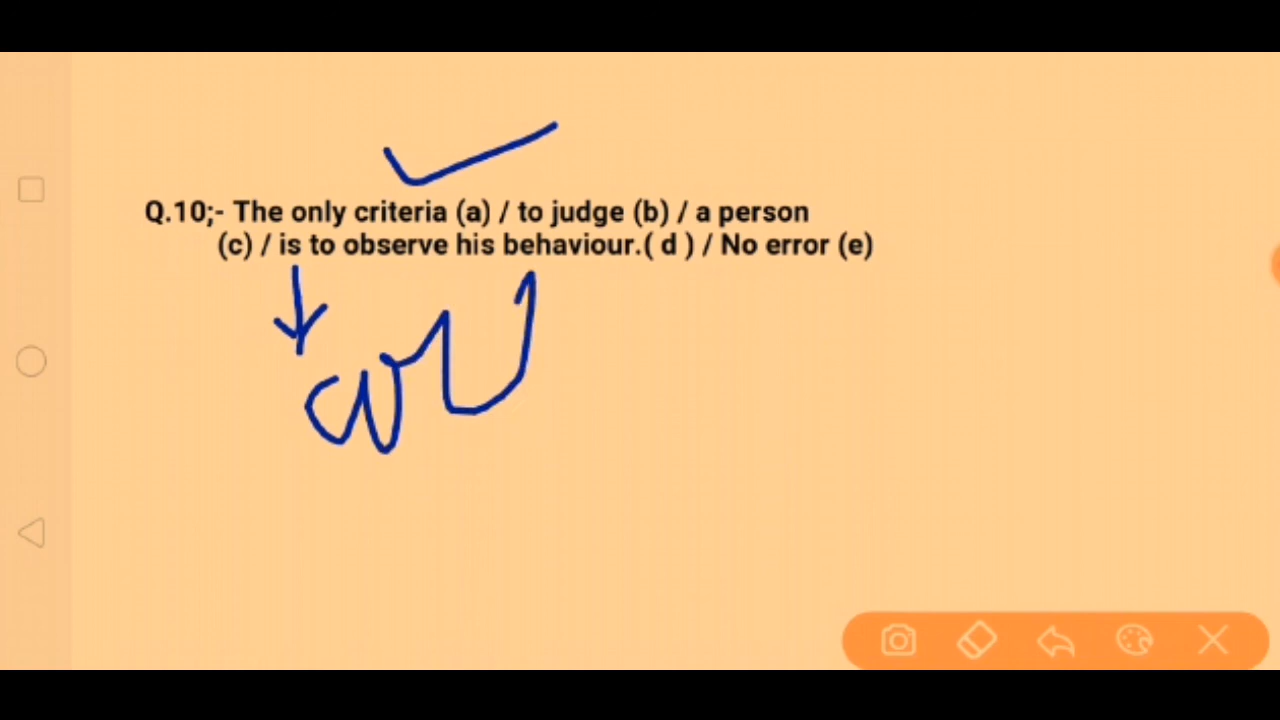 Q.10;- The only criteria (a) / to judge (b) / a person
(c) / is to observe his behaviour.( d ) / No error (e)